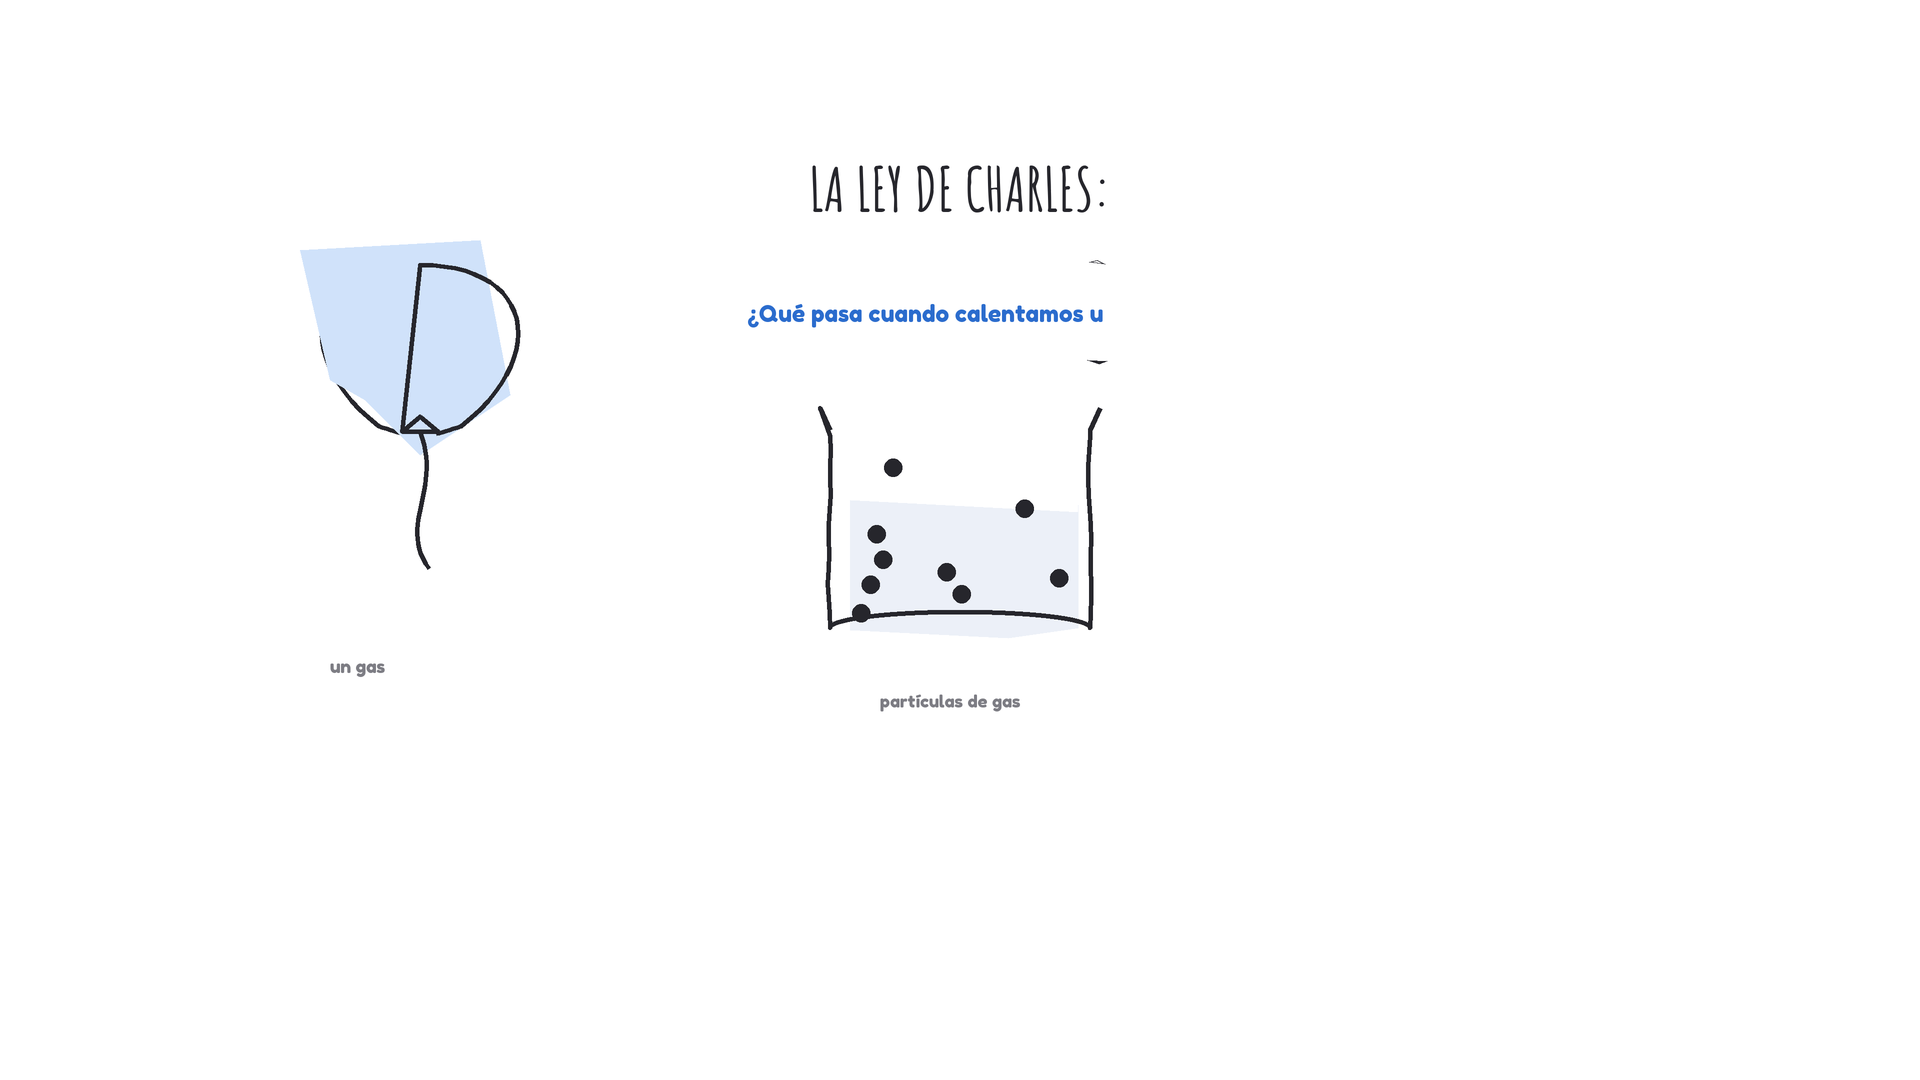 LA LEY DE CHARLES:
¿Qué pasa cuando calentamos u
un gas
partículas de gas